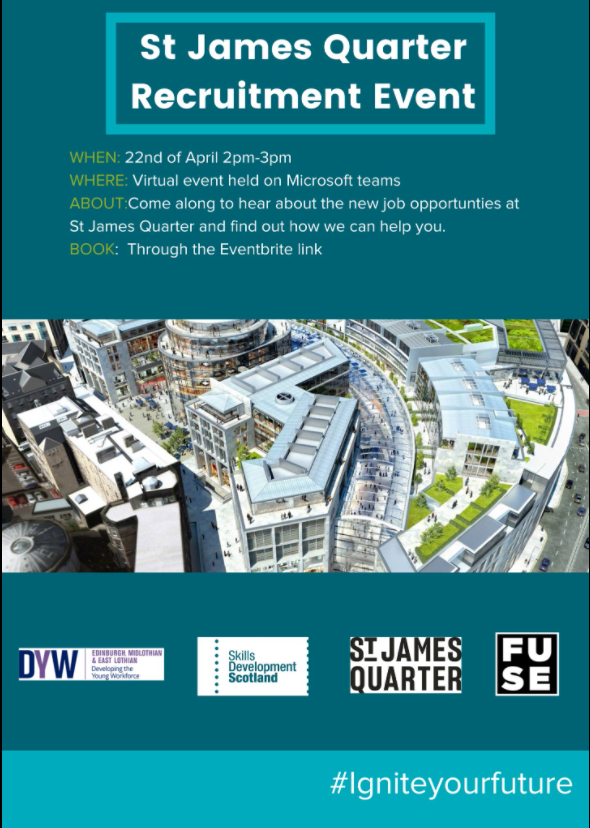 St James Quarter
Recruitment Event
WHEN: 22nd of April 2pm-3pm
WHERE: Virtual event held on Microsoft teams
ABOUT:Come along to hear about the new job opportunties at
St James Quarter and find out how we can help you.
BOOK: Through the Eventbrite link
DYW
EDINBURGH, MIDLOTHIAN
& EAST LOTHIAN
Developing the
Young Workforce
Skills
Development
Scotland
ST JAMES
QUARTER
FU
SE
#Igniteyourfuture